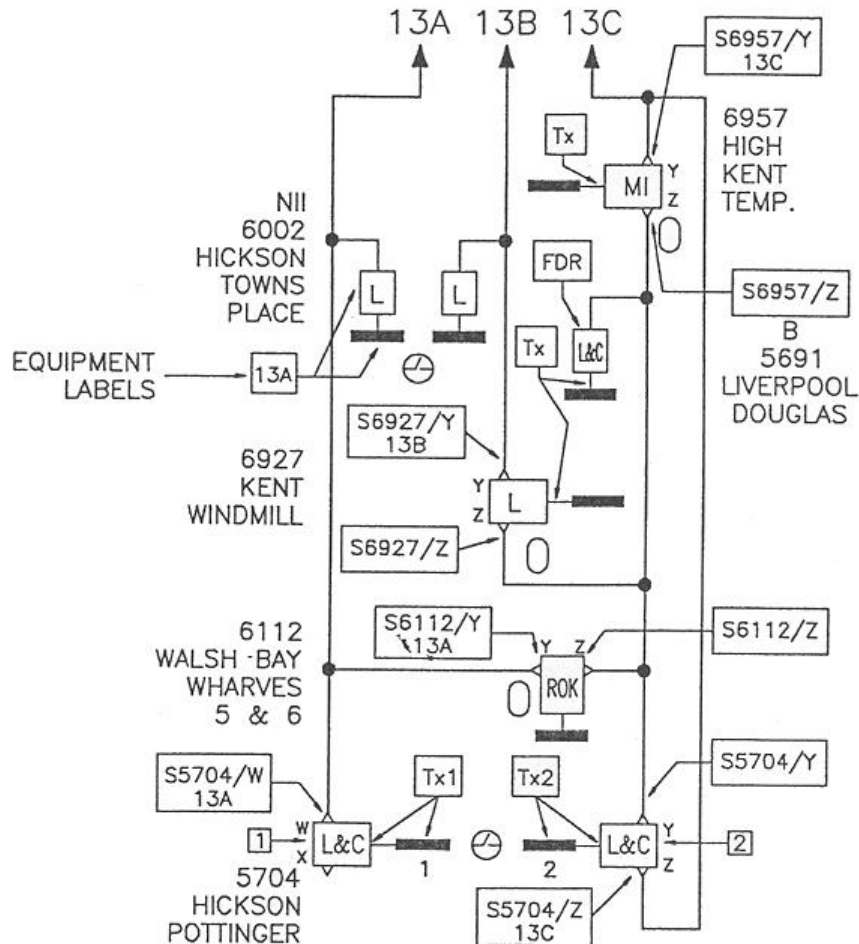 13A 13B 13C
S6957/Y
13C
6957
HIGH
KENT
TEMP.
Tx
Y
MI
Z
NII
6002
HICKSON
TOWNS
PLACE
L
L
FDR
L&C
Tx
S6957/Z
B
5691
LIVERPOOL
DOUGLAS
EQUIPMENT
LABELS
13A
S6927/Y
13B
6927
KENT
WINDMILL
Y
L
Z
S6927/Z
S6112/Y
13A
6112
WALSH-BAY
WHARVES
5 & 6
Y
Z
ROK
S6112/Z
S5704/W
13A
Tx1
Tx2
S5704/Y
1
W
X
L&C
1
2
L&C
Y
Z
2
5704
HICKSON
POTTINGER
S5704/Z
13C